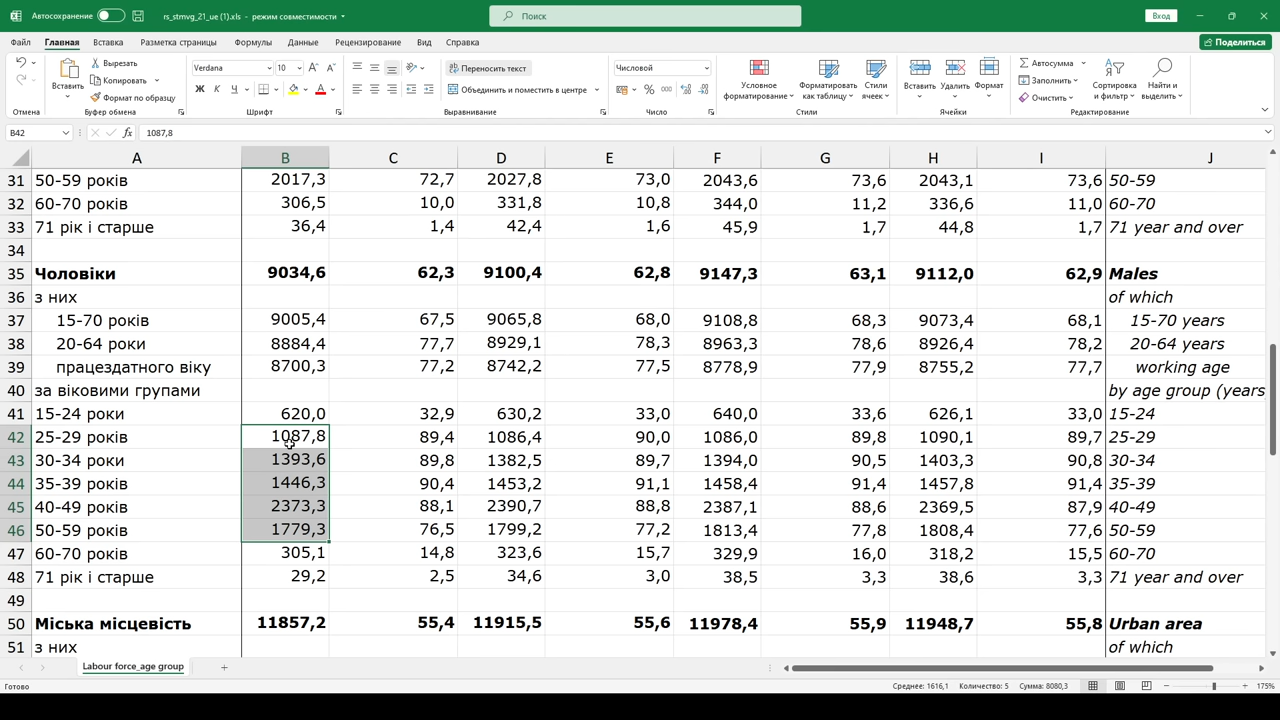 Автосохранение
rs_stmvg_21_ue (1).xls - режим совместимости
Поиск
Вход
Файл Главная Вставка Разметка страницы Формулы Данные Рецензирование Вид Справка
Поделиться
Вставить
Вырезать
Копировать
Формат по образцу
Verdana 10
Ж К Ч
Переносить текст
Объединить и поместить в центре
Числовой
Условное форматирование
Форматировать как таблицу
Стили ячеек
Вставить Удалить Формат
Автосумма
Заполнить
Очистить
Сортировка и фильтр
Найти и выделить
Отмена Буфер обмена Шрифт Выравнивание Число Стили Ячейки Редактирование
B42 fx 1087,8
A B C D E F G H I J
31 50-59 років 2017,3 72,7 2027,8 73,0 2043,6 73,6 2043,1 73,6 50-59
32 60-70 років 306,5 10,0 331,8 10,8 344,0 11,2 336,6 11,0 60-70
33 71 рік і старше 36,4 1,4 42,4 1,6 45,9 1,7 44,8 1,7 71 year and over
34
35 Чоловіки 9034,6 62,3 9100,4 62,8 9147,3 63,1 9112,0 62,9 Males
36 з них of which
37 15-70 років 9005,4 67,5 9065,8 68,0 9108,8 68,3 9073,4 68,1 15-70 years
38 20-64 роки 8884,4 77,7 8929,1 78,3 8963,3 78,6 8926,4 78,2 20-64 years
39 працездатного віку 8700,3 77,2 8742,2 77,5 8778,9 77,9 8755,2 77,7 working age
40 за віковими групами by age group (years
41 15-24 роки 620,0 32,9 630,2 33,0 640,0 33,6 626,1 33,0 15-24
42 25-29 років 1087,8 89,4 1086,4 90,0 1086,0 89,8 1090,1 89,7 25-29
43 30-34 роки 1393,6 89,8 1382,5 89,7 1394,0 90,5 1403,3 90,8 30-34
44 35-39 років 1446,3 90,4 1453,2 91,1 1458,4 91,4 1457,8 91,4 35-39
45 40-49 років 2373,3 88,1 2390,7 88,8 2387,1 88,6 2369,5 87,9 40-49
46 50-59 років 1779,3 76,5 1799,2 77,2 1813,4 77,8 1808,4 77,6 50-59
47 60-70 років 305,1 14,8 323,6 15,7 329,9 16,0 318,2 15,5 60-70
48 71 рік і старше 29,2 2,5 34,6 3,0 38,5 3,3 38,6 3,3 71 year and over
49
50 Міська місцевість 11857,2 55,4 11915,5 55,6 11978,4 55,9 11948,7 55,8 Urban area
51 з них of which
Labour force_age group
Готово Среднее: 1616,1 Количество: 5 Сумма: 8080,3 175%